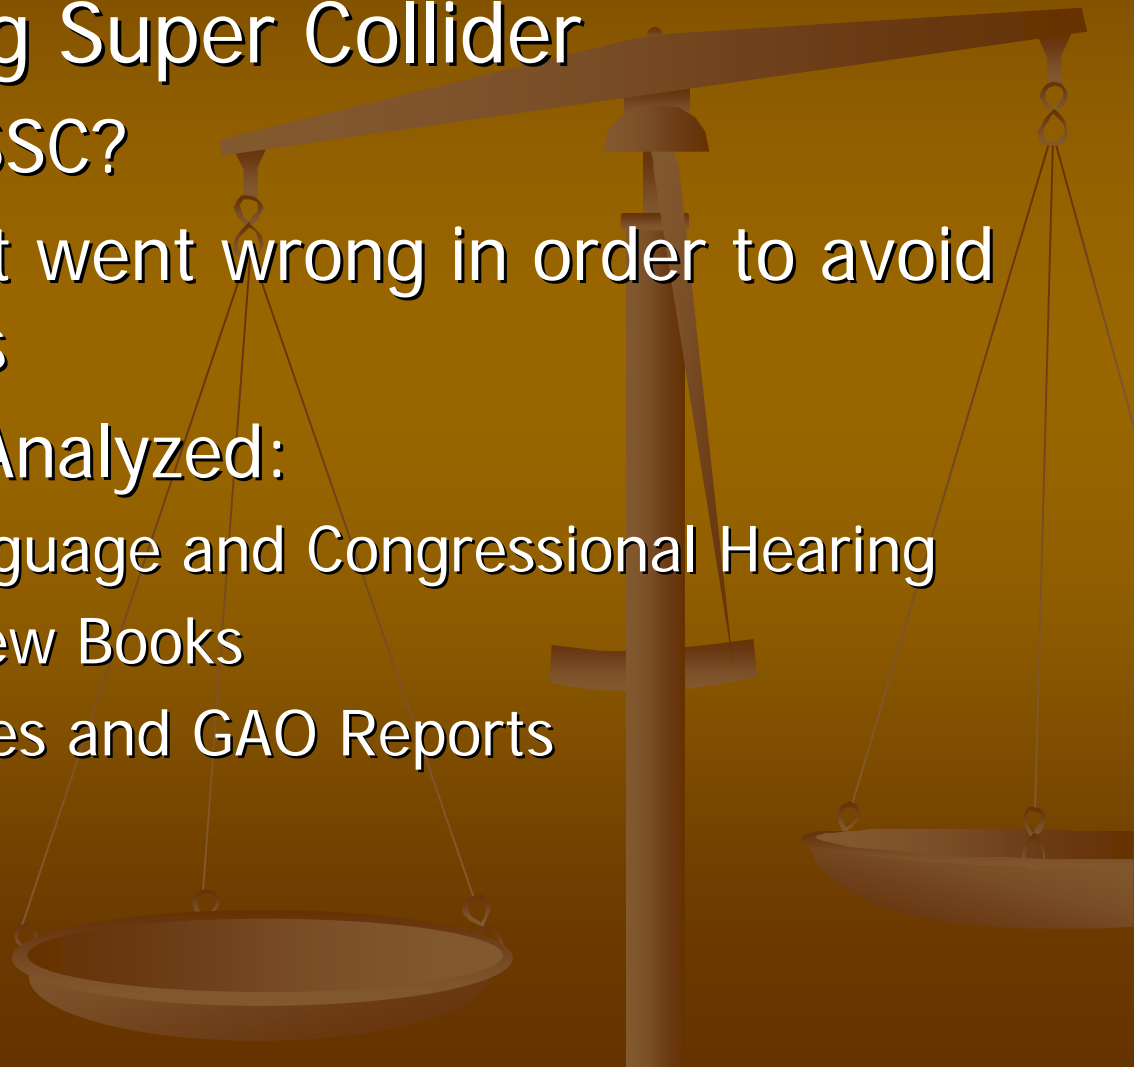 g Super Collider
SSC?
t went wrong in order to avoid
s
Analyzed:
guage and Congressional Hearing
ew Books
es and GAO Reports